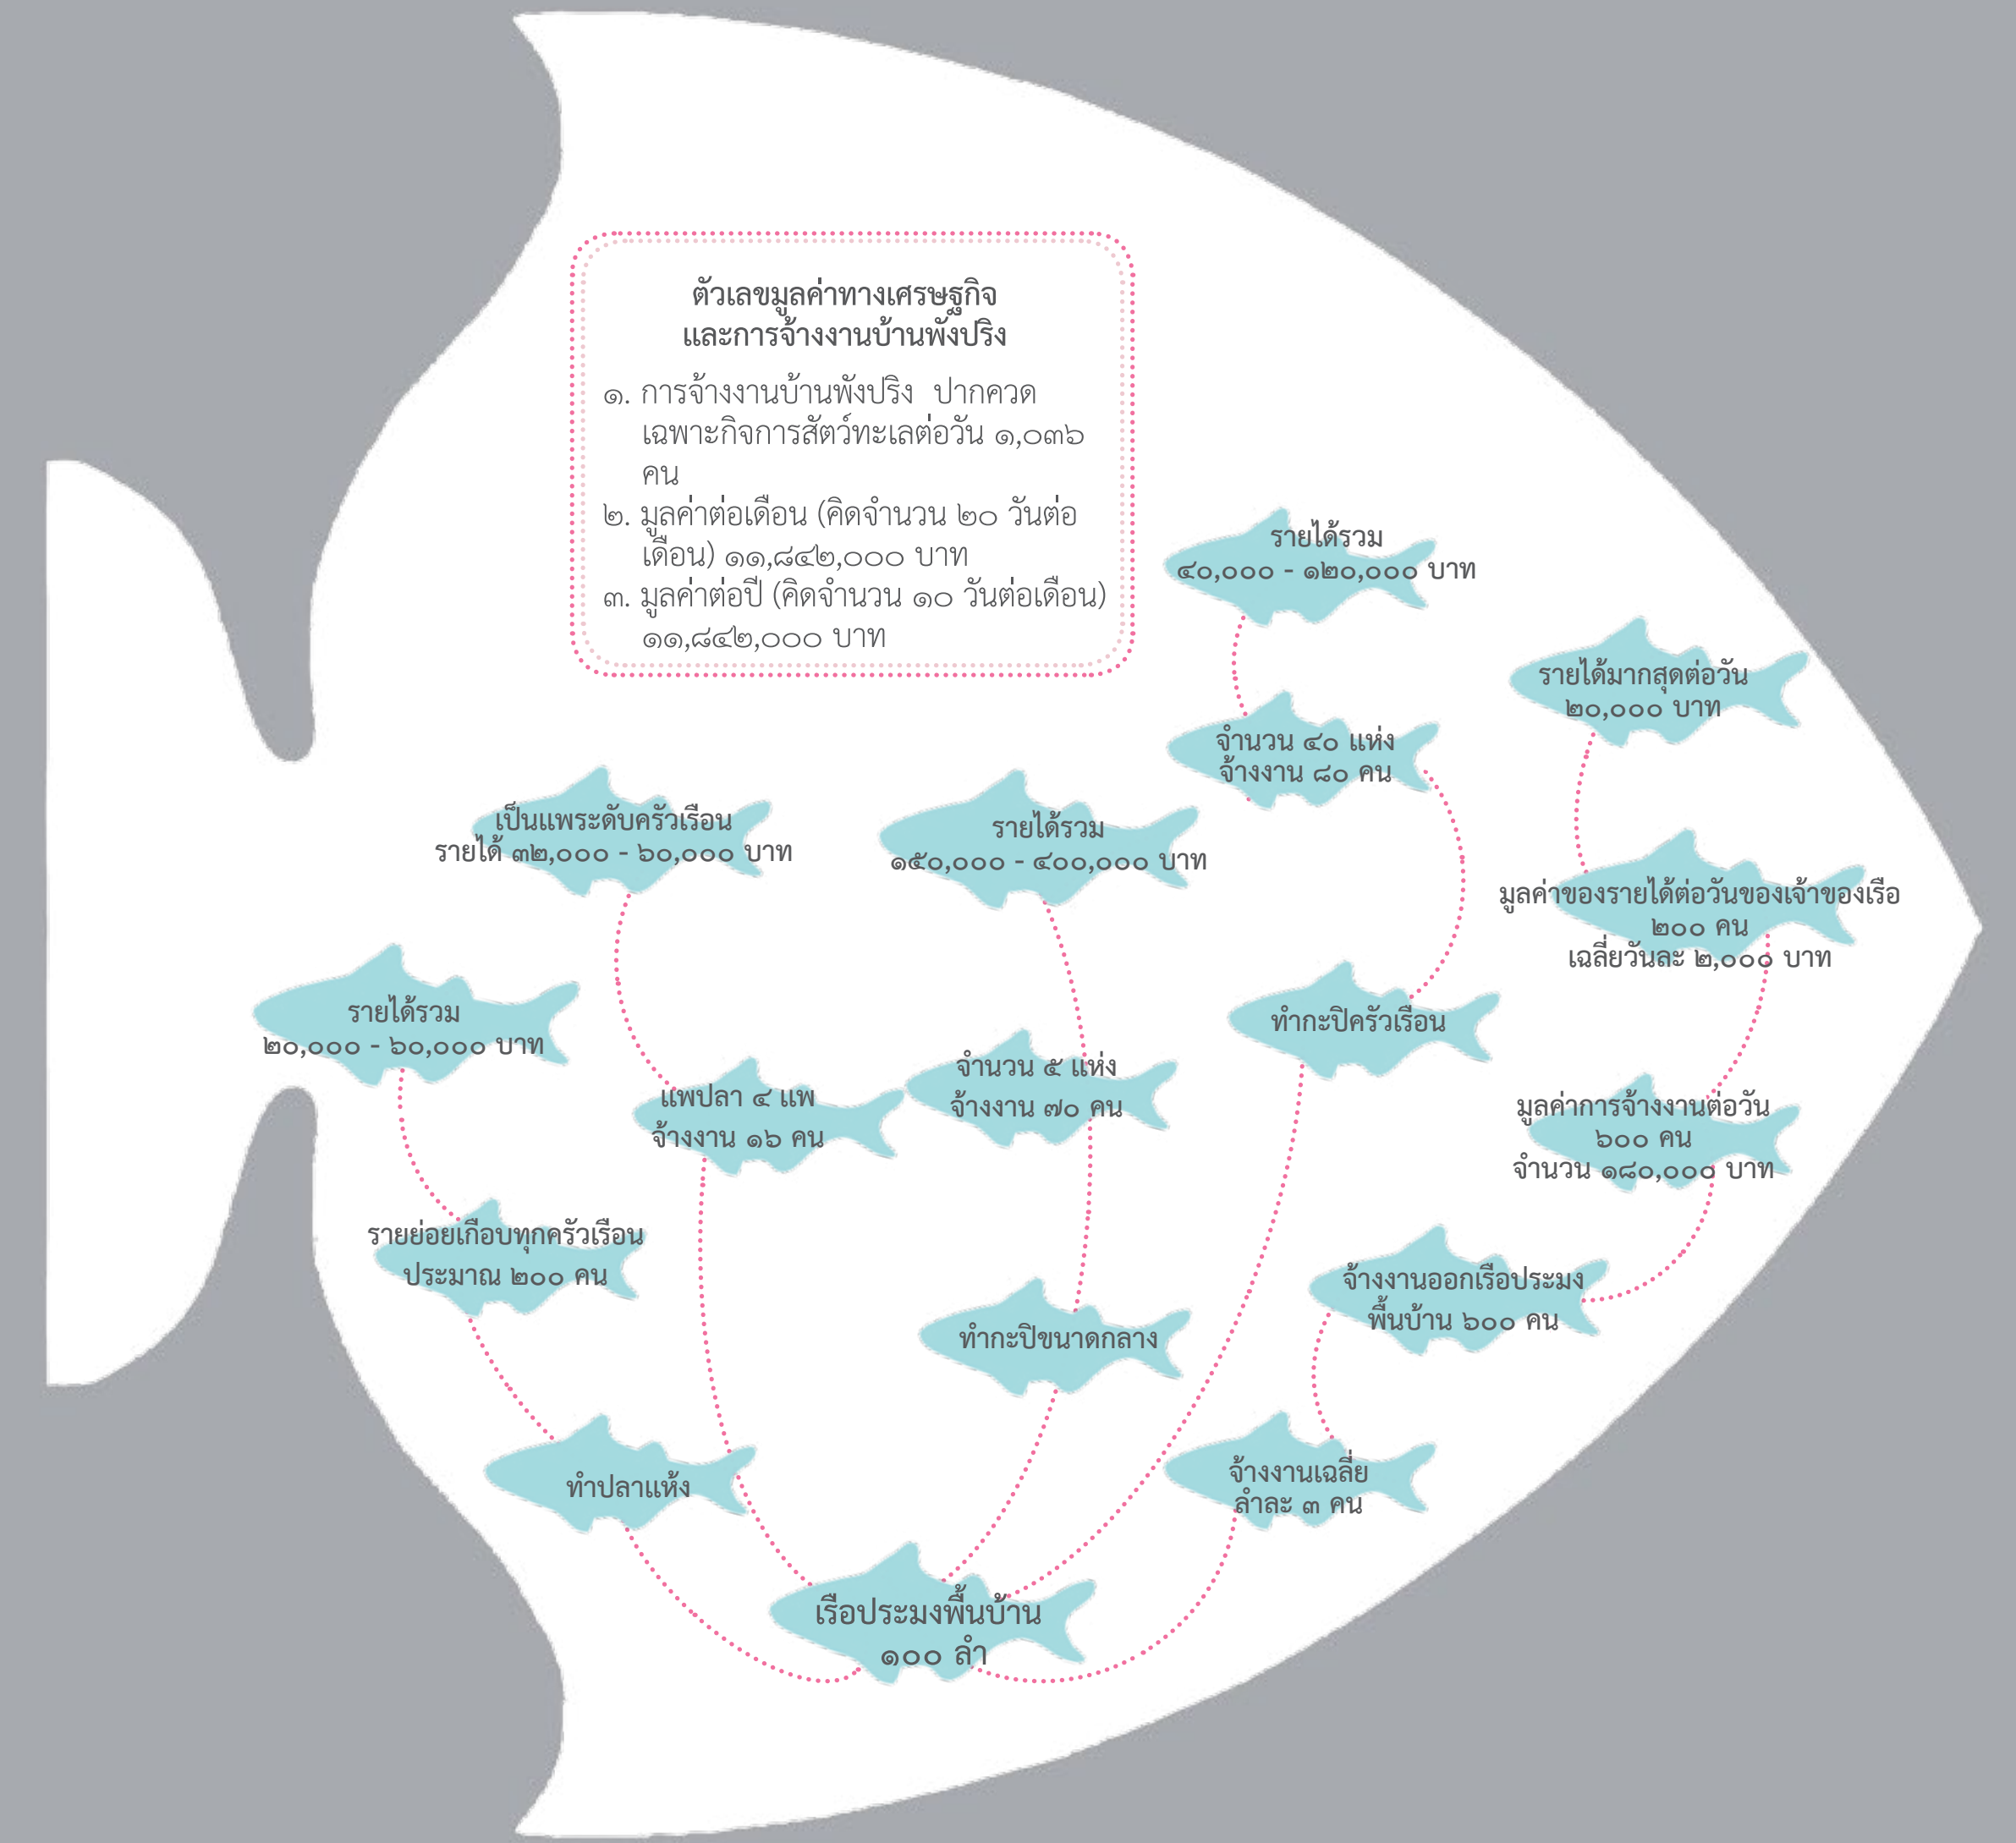 ตัวเลขมูลค่าทางเศรษฐกิจ
และการจ้างงานบ้านพังปริง
๑. การจ้างงานบ้านพังปริง ปากควด
เฉพาะกิจการสัตว์ทะเลต่อวัน ๑,๐๓๖
คน
๒. มูลค่าต่อเดือน (คิดจำนวน ๒๐ วันต่อ
เดือน) ๑๑,๘๔๒,๐๐๐ บาท
๓. มูลค่าต่อปี (คิดจำนวน ๑๐ วันต่อเดือน)
๑๑,๘๔๒,๐๐๐ บาท
รายได้รวม
๔๐,๐๐๐ - ๑๒๐,๐๐๐ บาท
รายได้มากสุดต่อวัน
๒๐,๐๐๐ บาท
จำนวน ๔๐ แห่ง
จ้างงาน ๘๐ คน
เป็นแพระดับครัวเรือน
รายได้ ๓๒,๐๐๐ - ๖๐,๐๐๐ บาท
รายได้รวม
๑๕๐,๐๐๐ - ๔๐๐,๐๐๐ บาท
มูลค่าของรายได้ต่อวันของเจ้าของเรือ
๒๐๐ คน
เฉลี่ยวันละ ๒,๐๐๐ บาท
รายได้รวม
๒๐,๐๐๐ - ๖๐,๐๐๐ บาท
ทำกะปิครัวเรือน
แพปลา ๔ แพ
จ้างงาน ๑๖ คน
จำนวน ๕ แห่ง
จ้างงาน ๗๐ คน
มูลค่าการจ้างงานต่อวัน
๖๐๐ คน
จำนวน ๑๘๐,๐๐๐ บาท
รายย่อยเกือบทุกครัวเรือน
ประมาณ ๒๐๐ คน
จ้างงานออกเรือประมง
พื้นบ้าน ๖๐๐ คน
ทำกะปิขนาดกลาง
ทำปลาแห้ง
จ้างงานเฉลี่ย
ลำละ ๓ คน
เรือประมงพื้นบ้าน
๑๐๐ ลำ